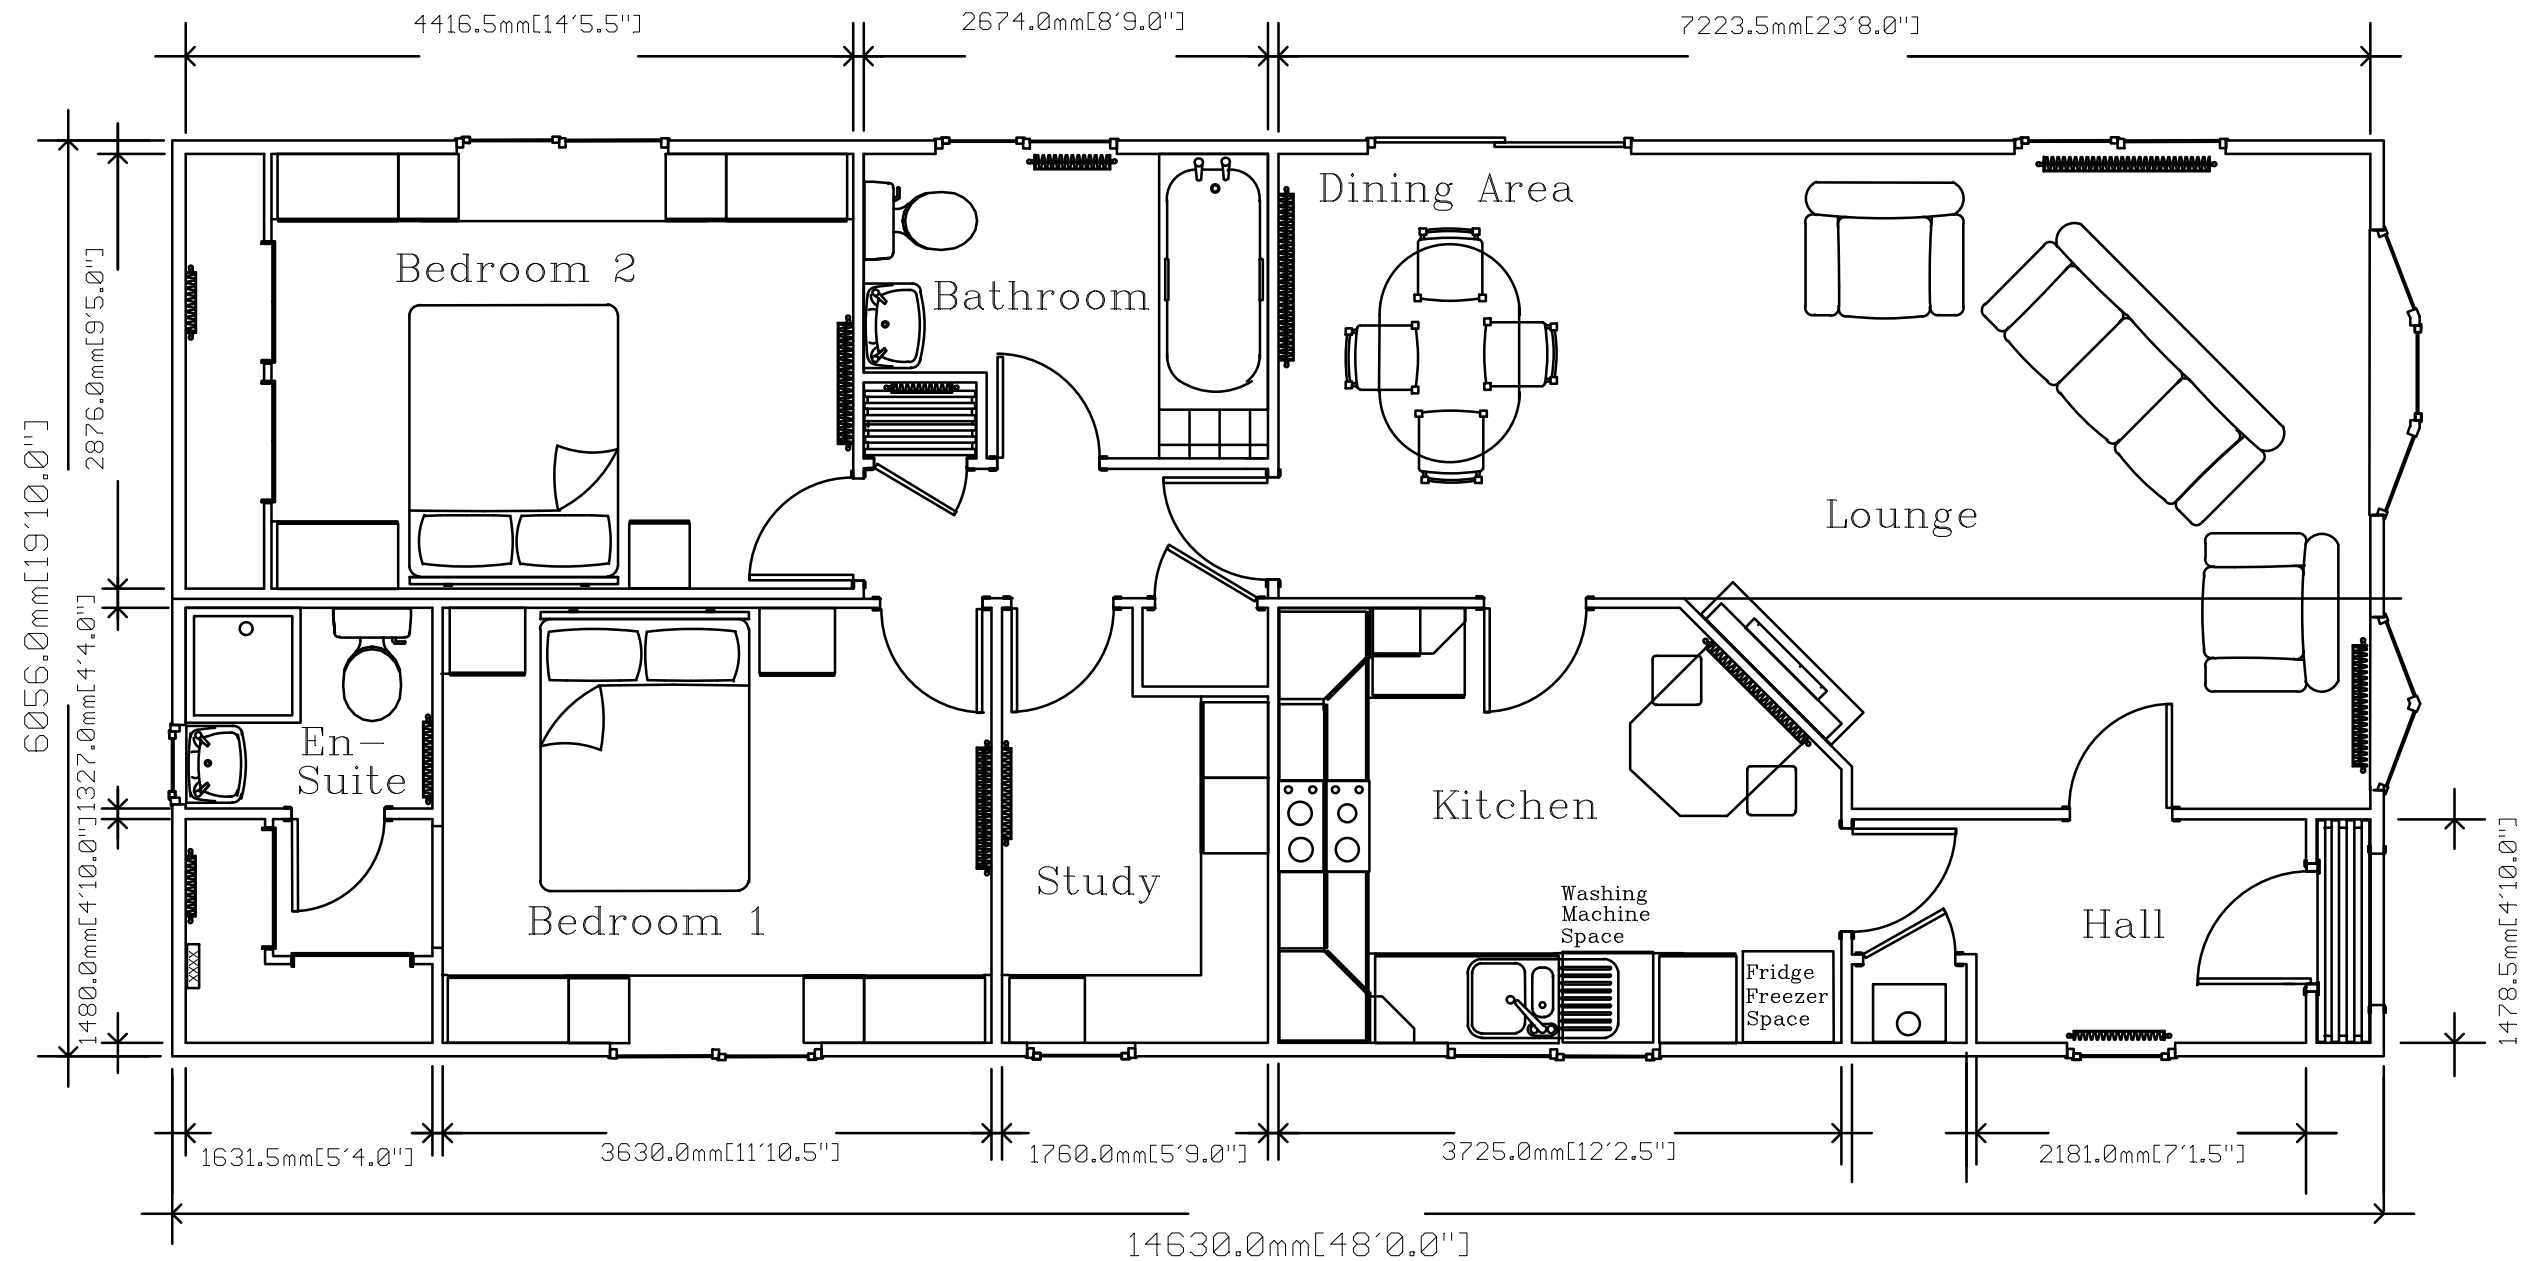 4416.5mm[14'5.5"]
2674.0mm[8'9.0"]
7223.5mm[23'8.0"]
Dining Area
Bedroom 2
Bathroom
2876.0mm[9'5.0"]
6056.0mm[19'10.0"]
Lounge
1327.0mm[4'4.0"]
En-
Suite
Kitchen
Study
Bedroom 1
Washing
Machine
Space
Hall
Fridge
Freezer
Space
1480.0mm[4'10.0"]
1478.5mm[4'10.0"]
1631.5mm[5'4.0"]
3630.0mm[11'10.5"]
1760.0mm[5'9.0"]
3725.0mm[12'2.5"]
2181.0mm[7'1.5"]
14630.0mm[48'0.0"]